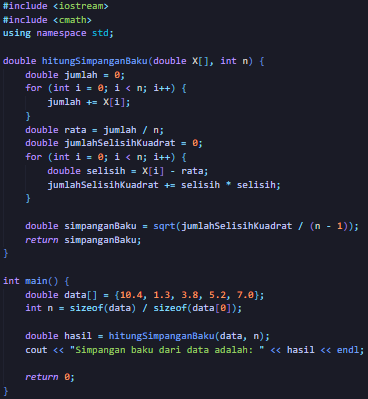 #include <iostream>
#include <cmath>
using namespace std;

double hitungSimpanganBaku(double X[], int n) {
    double jumlah = 0;
    for (int i = 0; i < n; i++) {
        jumlah += X[i];
    }
    double rata = jumlah / n;
    double jumlahSelisihKuadrat = 0;
    for (int i = 0; i < n; i++) {
        double selisih = X[i] - rata;
        jumlahSelisihKuadrat += selisih * selisih;
    }

    double simpanganBaku = sqrt(jumlahSelisihKuadrat / (n - 1));
    return simpanganBaku;
}

int main() {
    double data[] = {10.4, 1.3, 3.8, 5.2, 7.0};
    int n = sizeof(data) / sizeof(data[0]);

    double hasil = hitungSimpanganBaku(data, n);
    cout << "Simpangan baku dari data adalah: " << hasil << endl;

    return 0;
}